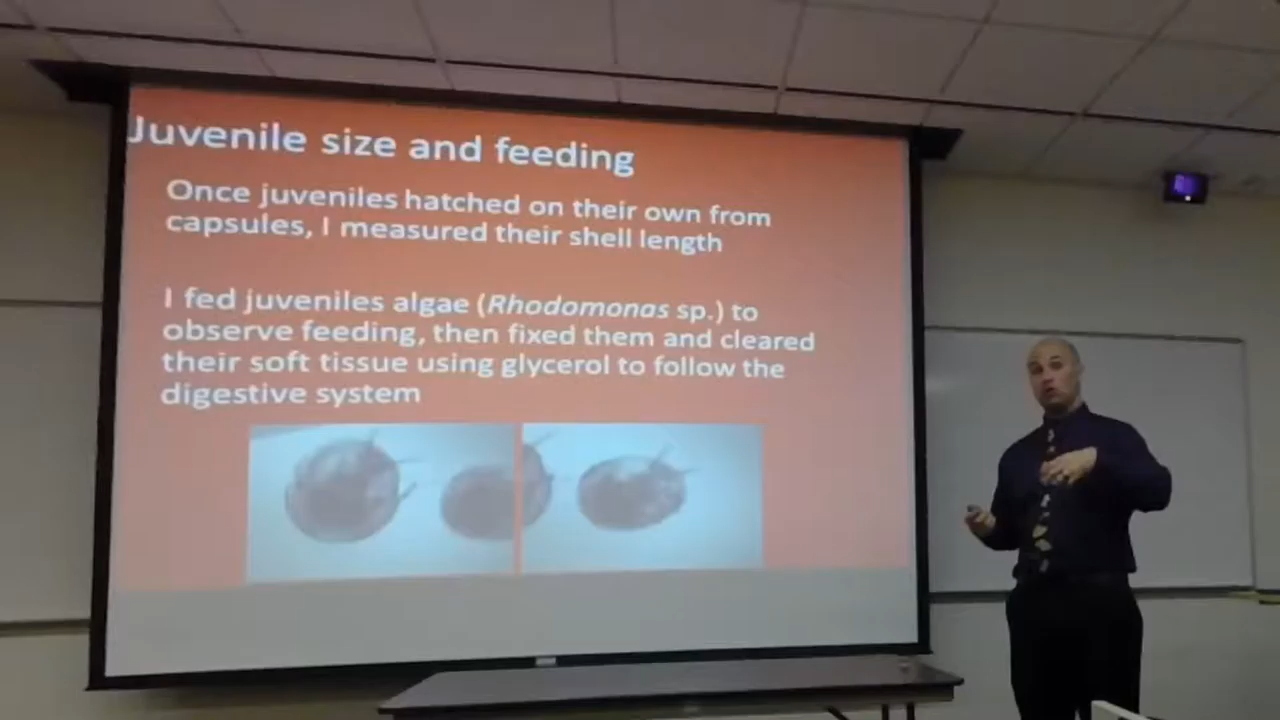 Juvenile size and feeding
Once juveniles hatched on their own from
capsules, I measured their shell length
I fed juveniles algae (Rhodomonas sp.) to
observe feeding, then fixed them and cleared
their soft tissue using glycerol to follow the
digestive system